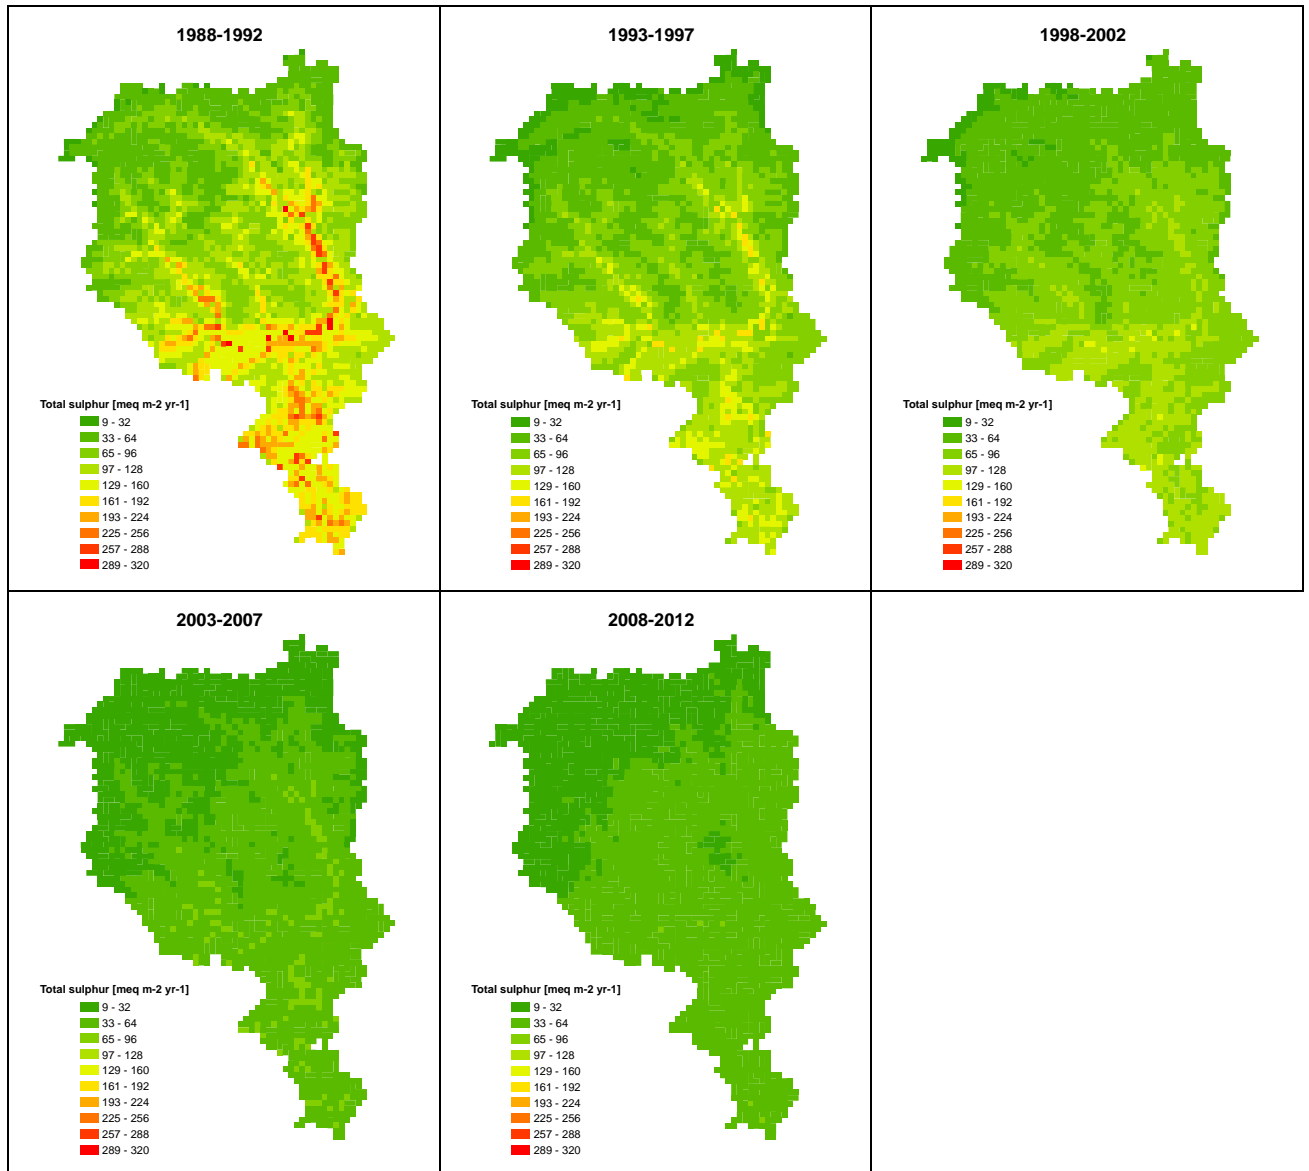 1988-1992
Total sulphur [meq m-2 yr-1]
9 - 32
33 - 64
65 - 96
97 - 128
129 - 160
161 - 192
193 - 224
225 - 256
257 - 288
289 - 320
1993-1997
Total sulphur [meq m-2 yr-1]
9 - 32
33 - 64
65 - 96
97 - 128
129 - 160
161 - 192
193 - 224
225 - 256
257 - 288
289 - 320
1998-2002
Total sulphur [meq m-2 yr-1]
9 - 32
33 - 64
65 - 96
97 - 128
129 - 160
161 - 192
193 - 224
225 - 256
257 - 288
289 - 320
2003-2007
Total sulphur [meq m-2 yr-1]
9 - 32
33 - 64
65 - 96
97 - 128
129 - 160
161 - 192
193 - 224
225 - 256
257 - 288
289 - 320
2008-2012
Total sulphur [meq m-2 yr-1]
9 - 32
33 - 64
65 - 96
97 - 128
129 - 160
161 - 192
193 - 224
225 - 256
257 - 288
289 - 320